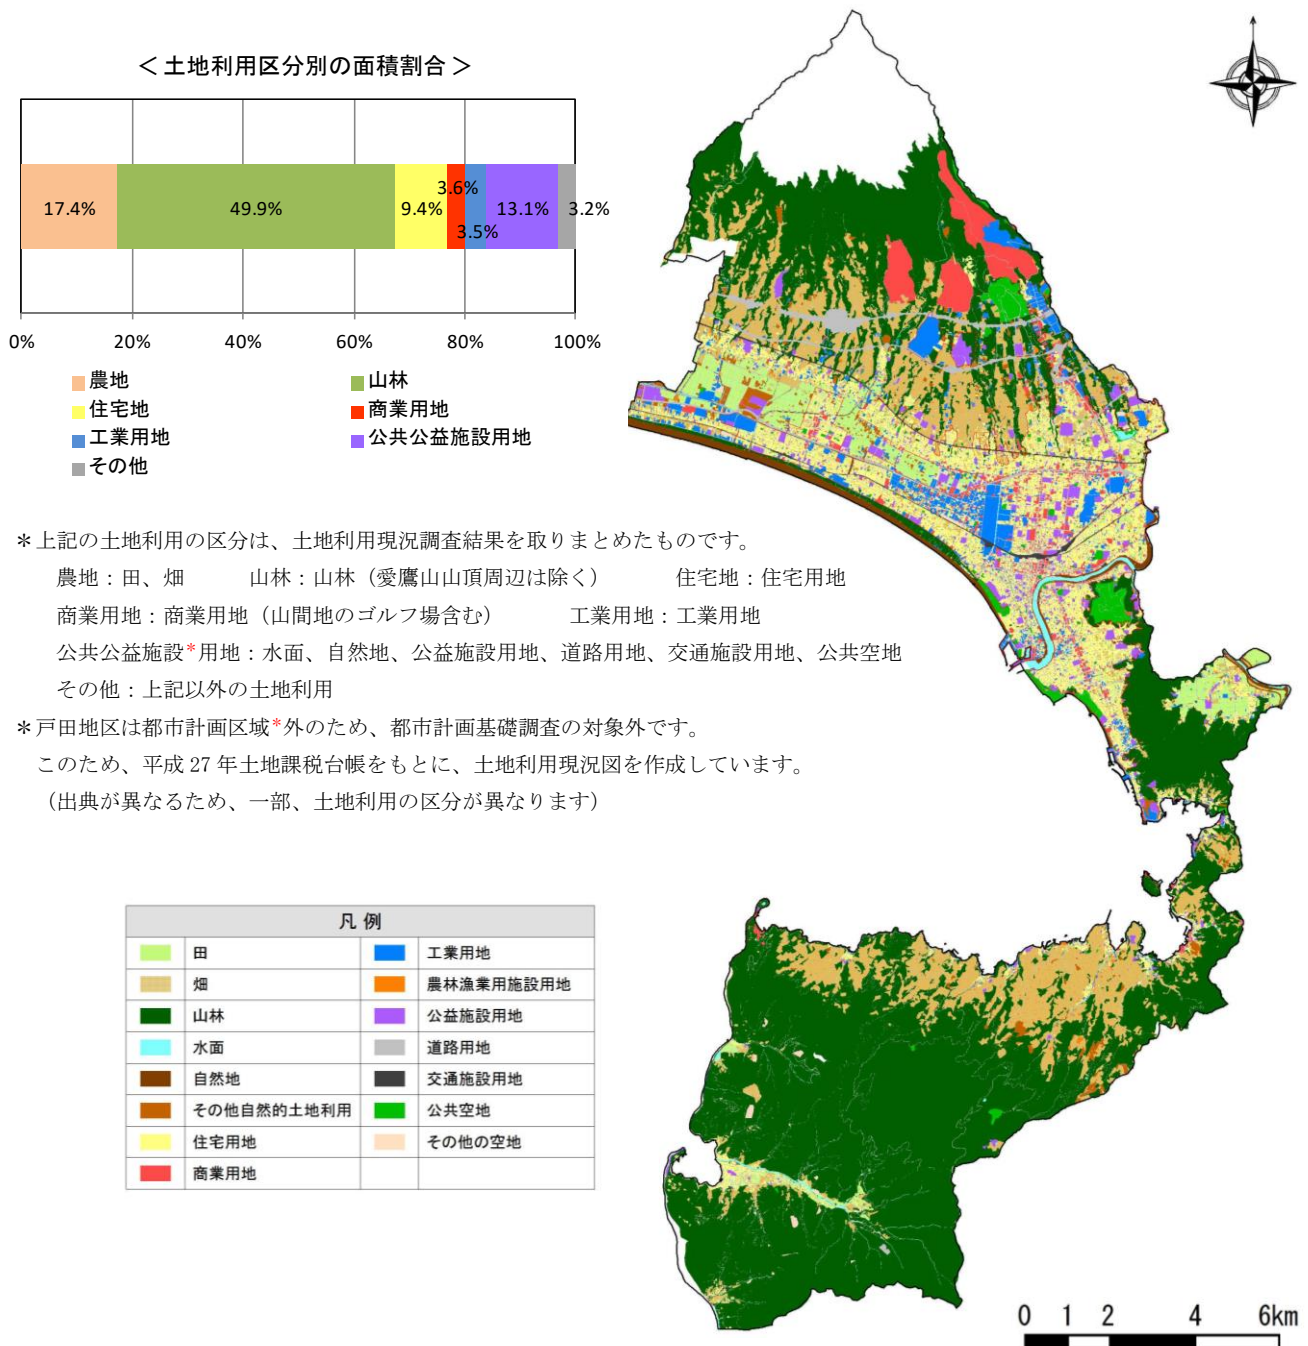 ＜土地利用区分別の面積割合＞
17.4%
49.9%
9.4%
3.6%
3.5%
13.1%
3.2%
0%
20%
40%
60%
80%
100%
農地
山林
住宅地
商業用地
工業用地
公共公益施設用地
その他
＊上記の土地利用の区分は、土地利用現況調査結果を取りまとめたものです。
農地：田、畑　　山林：山林（愛鷹山山頂周辺は除く）　　住宅地：住宅用地
商業用地：商業用地（山間地のゴルフ場含む）　　工業用地：工業用地
公共公益施設*用地：水面、自然地、公益施設用地、道路用地、交通施設用地、公共空地
その他：上記以外の土地利用
＊戸田地区は都市計画区域*外のため、都市計画基礎調査の対象外です。
このため、平成 27 年土地課税台帳をもとに、土地利用現況図を作成しています。
（出典が異なるため、一部、土地利用の区分が異なります）
凡 例
田　工業用地
畑　農林漁業用施設用地
山林　公益施設用地
水面　道路用地
自然地　交通施設用地
その他自然的土地利用　公共空地
住宅用地　その他の空地
商業用地
0 1 2 4 6km